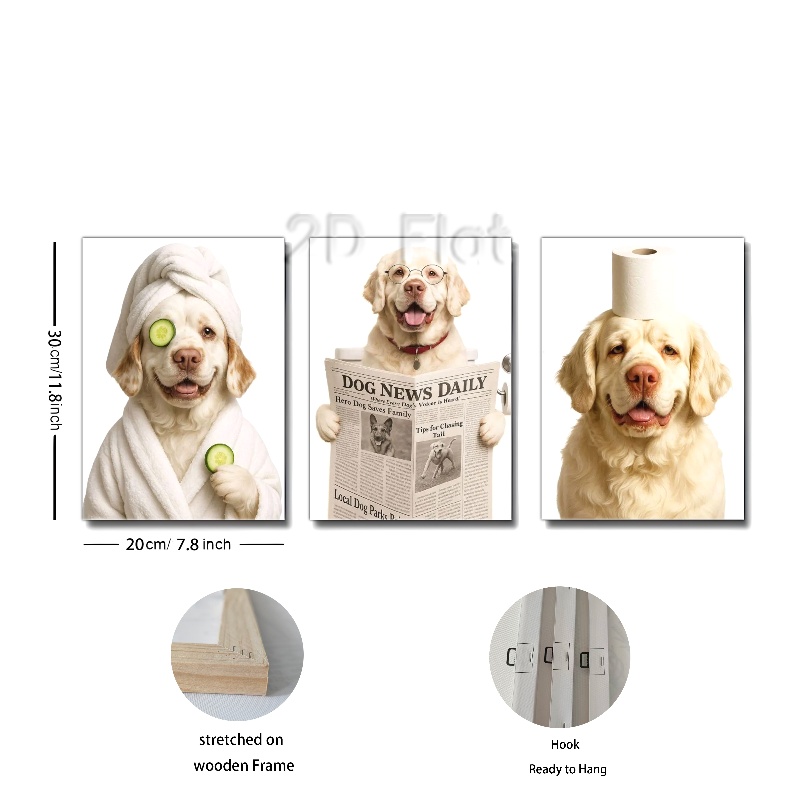 2D Flat
DOG NEWS DAILY
Where Every Dog's Voice is Heard!
Hero Dog Saves Family
Tips for Chasing
Tail
Local Dog Parks
30cm/11.8inch
20cm/ 7.8 inch
stretched on
wooden Frame
Hook
Ready to Hang